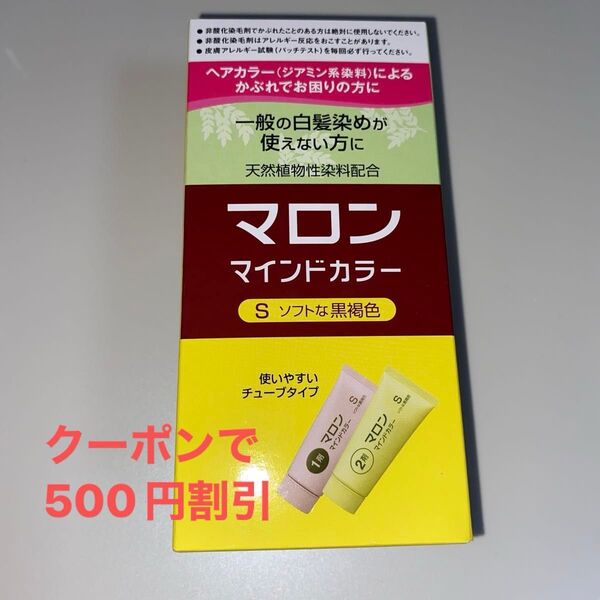 ●非酸化染毛剤でかぶれたことのある方は絶対に使用しないでください。
●非酸化染毛剤はアレルギー反応をおこすことがあります。
●皮膚アレルギー試験(パッチテスト)を毎回必ず行ってください。
ヘアカラー(ジアミン系染料)による
かぶれでお困りの方に
一般の白髪染めが
使えない方に
天然植物性染料配合
マロン
マインドカラー
S ソフトな黒褐色
使いやすい
チューブタイプ
S
マロン
マインドカラー
1剤
S
マロン
マインドカラー
2剤
クーポンで
500円割引